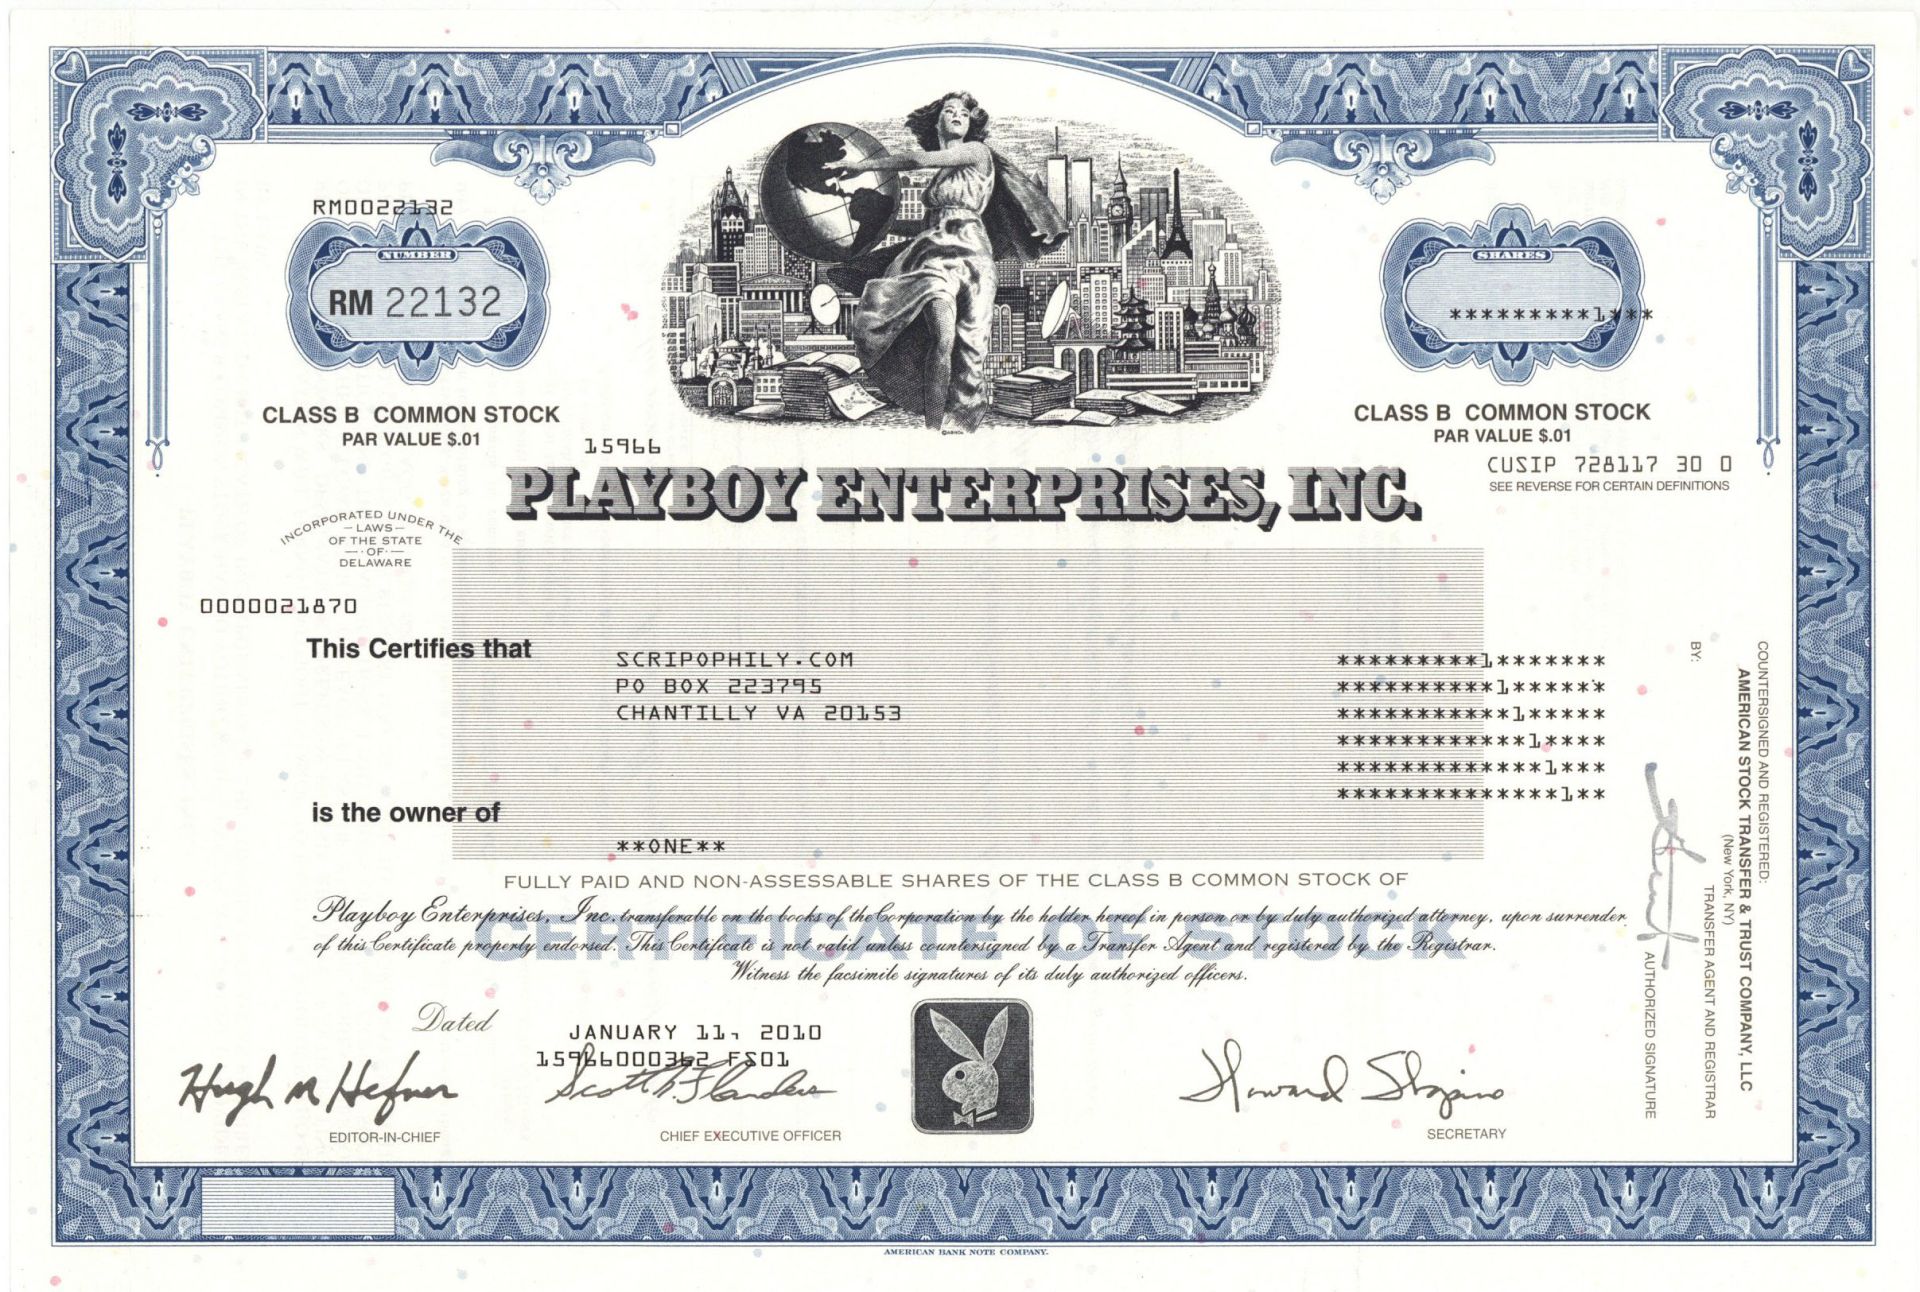 RM0022132
NUMBER
RM 22132
CLASS B COMMON STOCK
PAR VALUE $.01
SHARES
*********1***
CLASS B COMMON STOCK
PAR VALUE $.01
CUSIP 728117 30 0
SEE REVERSE FOR CERTAIN DEFINITIONS
15966
PLAYBOY ENTERPRISES, INC.
INCORPORATED UNDER THE
LAWS
OF THE STATE
OF
DELAWARE
0000021870
This Certifies that
SCRIPOPHILY.COM
PO BOX 223795
CHANTILLY VA 20153
*********1*******
**********1******
***********1*****
************1****
*************1***
**************1**
is the owner of
**ONE**
FULLY PAID AND NON-ASSESSABLE SHARES OF THE CLASS B COMMON STOCK OF
Playboy Enterprises, Inc. transferable on the books of the Corporation by the holder hereof in person or by duly authorized attorney, upon surrender
of this Certificate properly endorsed. This Certificate is not valid unless countersigned by a Transfer Agent and registered by the Registrar.
Witness the facsimile signatures of its duly authorized officers.
CERTIFICATE OF STOCK
Dated
JANUARY 11, 2010
15966000362 FS01
Hugh M Hefner
EDITOR-IN-CHIEF
Scott N. Flanders
CHIEF EXECUTIVE OFFICER
Howard Shapiro
SECRETARY
COUNTERSIGNED AND REGISTERED:
AMERICAN STOCK TRANSFER & TRUST COMPANY, LLC
(New York, NY)
TRANSFER AGENT AND REGISTRAR
BY:
AUTHORIZED SIGNATURE
AMERICAN BANK NOTE COMPANY.